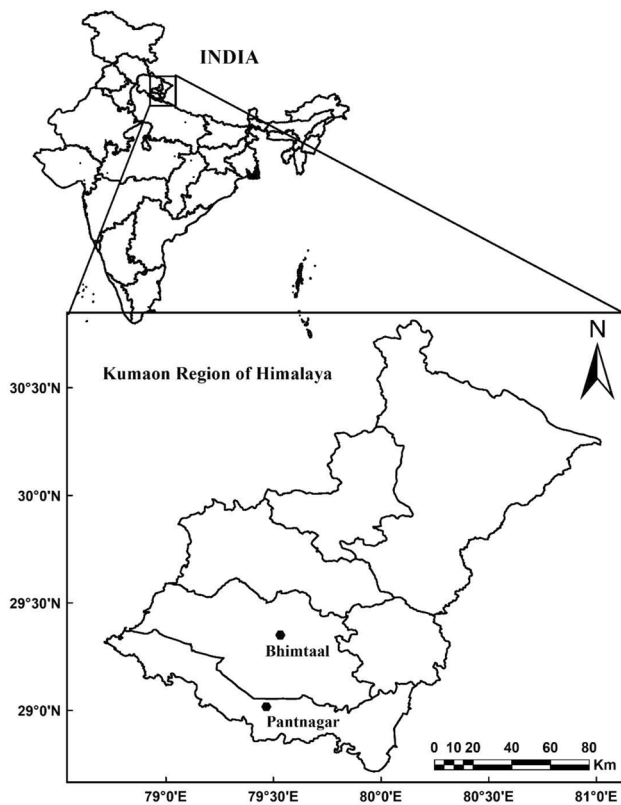 INDIA
N
Kumaon Region of Himalaya
30°30'N
30°0'N
29°30'N
Bhimtaal
29°0'N
Pantnagar
0 10 20 40 60 80
Km
79°0'E 79°30'E 80°0'E 80°30'E 81°0'E